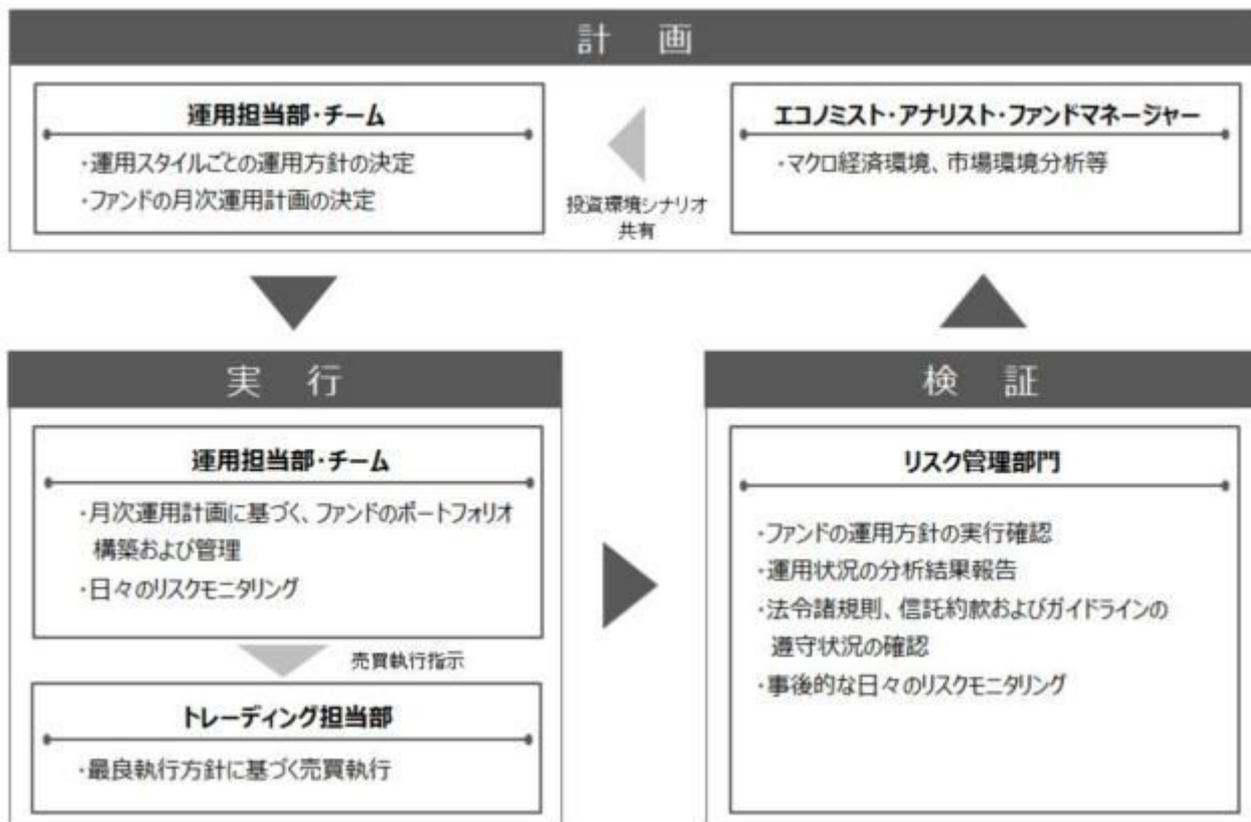 計 画
運用担当部・チーム
・運用スタイルごとの運用方針の決定
・ファンドの月次運用計画の決定
投資環境シナリオ
共有
エコノミスト・アナリスト・ファンドマネージャー
・マクロ経済環境、市場環境分析等
実 行
運用担当部・チーム
・月次運用計画に基づく、ファンドのポートフォリオ
構築および管理
・日々のリスクモニタリング
売買執行指示
トレーディング担当部
・最良執行方針に基づく売買執行
検 証
リスク管理部門
・ファンドの運用方針の実行確認
・運用状況の分析結果報告
・法令諸規則、信託約款およびガイドラインの
遵守状況の確認
・事後的な日々のリスクモニタリング